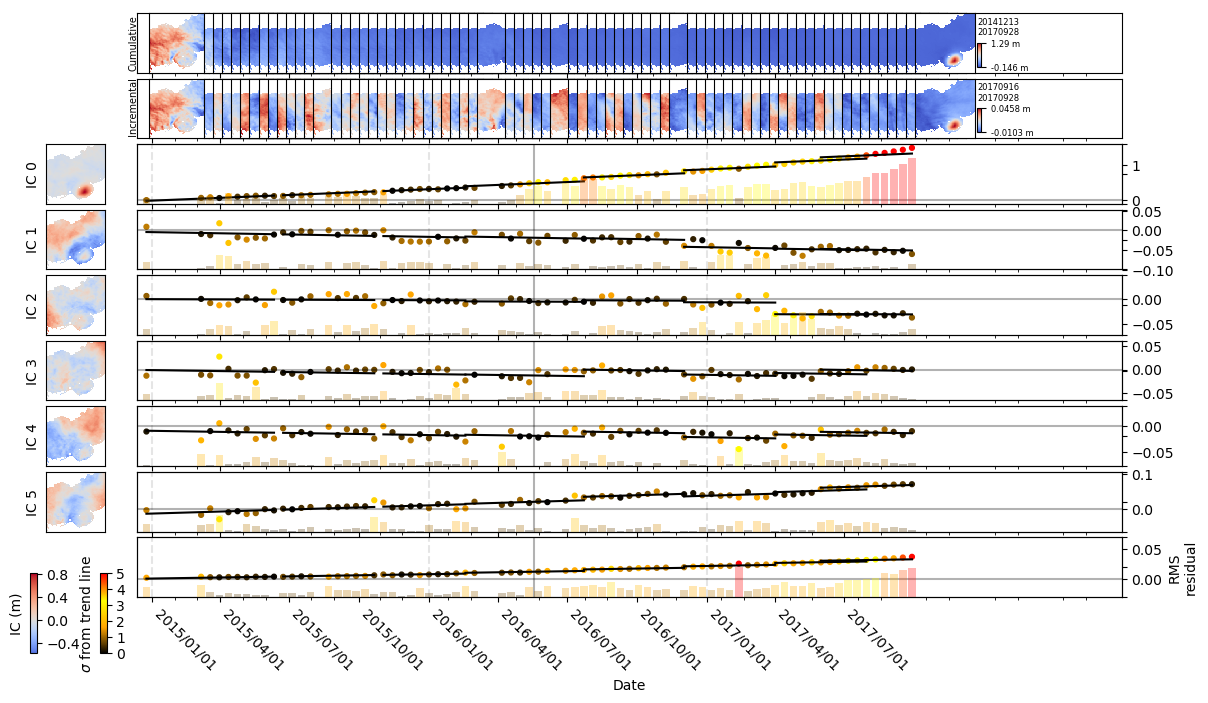 Cumulative
20141213
20170928
1.29 m
-0.146 m
Incremental
20170916
20170928
0.0458 m
-0.0103 m
IC 0
1
0
IC 1
0.05
0.00
−0.05
−0.10
IC 2
0.00
−0.05
IC 3
0.05
0.00
−0.05
IC 4
0.00
−0.05
IC 5
0.1
0.0
0.05
0.00
RMS
residual
IC (m)
0.8
0.4
0.0
−0.4
σ from trend line
5
4
3
2
1
0
2015/01/01
2015/04/01
2015/07/01
2015/10/01
2016/01/01
2016/04/01
2016/07/01
2016/10/01
2017/01/01
2017/04/01
2017/07/01
Date